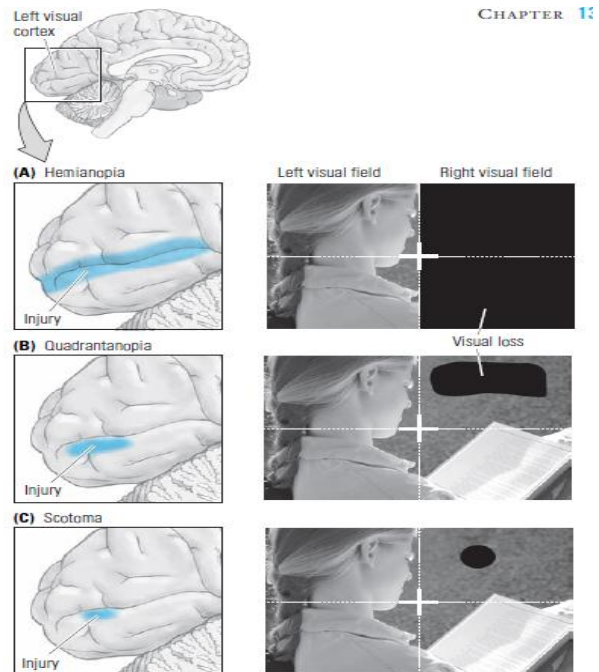 CHAPTER 13
Left visual
cortex
(A) Hemianopia
Left visual field
Right visual field
Injury
Visual loss
(B) Quadrantanopia
Injury
(C) Scotoma
Injury